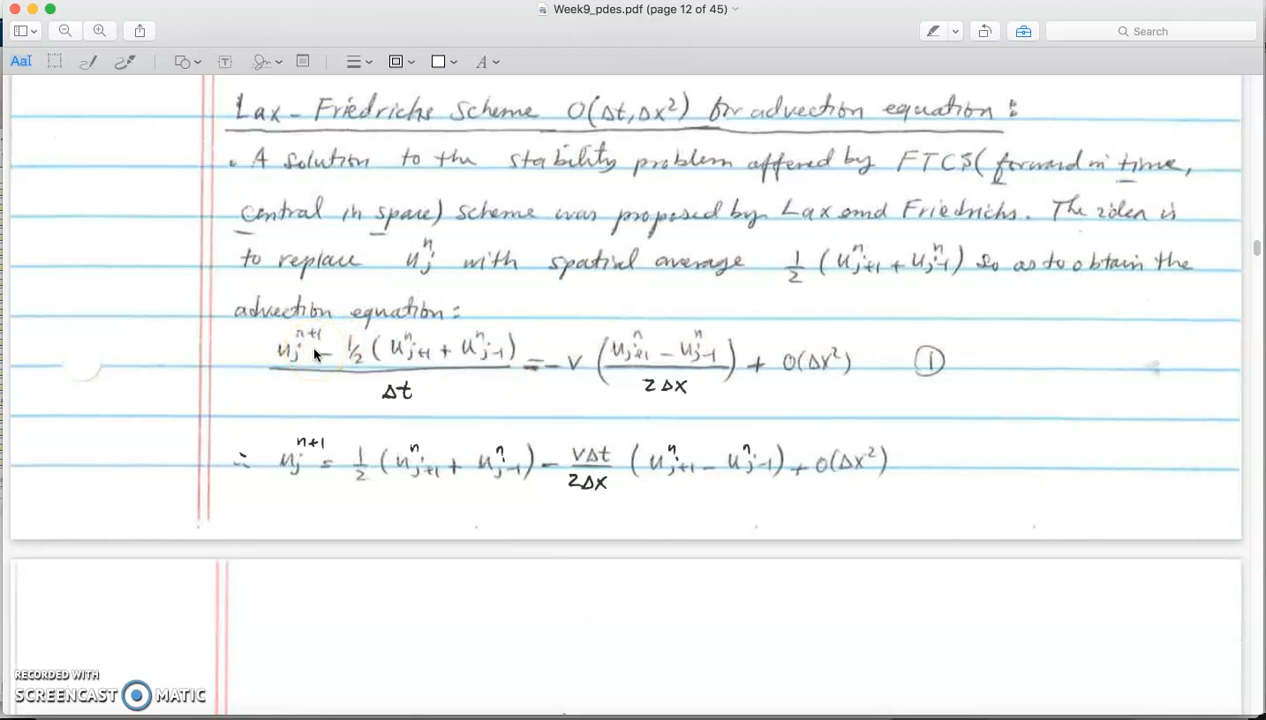 Week9_pdes.pdf (page 12 of 45)
Search
Lax-Friedrichs Scheme O(Δt, Δx²) for advection equation:
. A solution to the stability problem offered by FTCS (forward in time,
central in space) scheme was proposed by Lax and Friedrichs. The idea is
to replace uⱼⁿ with spatial average 1/2 (uⱼ₊₁ⁿ + uⱼ₋₁ⁿ) so as to obtain the
advection equation:
(uⱼⁿ⁺¹ - 1/2 (uⱼ₊₁ⁿ + uⱼ₋₁ⁿ)) / Δt = -v ((uⱼ₊₁ⁿ - uⱼ₋₁ⁿ) / 2Δx) + O(Δx²) ①
∴ uⱼⁿ⁺¹ = 1/2 (uⱼ₊₁ⁿ + uⱼ₋₁ⁿ) - vΔt/2Δx (uⱼ₊₁ⁿ - uⱼ₋₁ⁿ) + O(Δx²)
RECORDED WITH
SCREENCAST MATIC